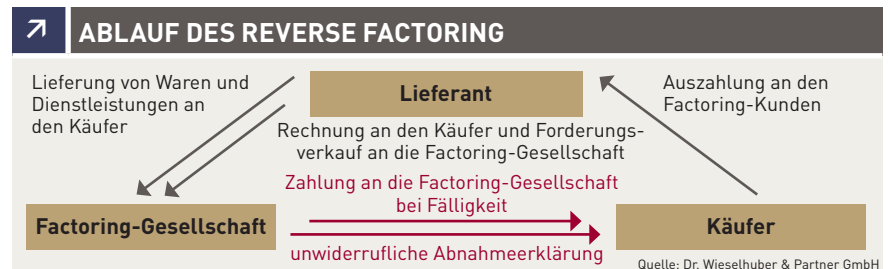 ABLAUF DES REVERSE FACTORING
Lieferung von Waren und
Dienstleistungen an
den Käufer
Lieferant
Auszahlung an den
Factoring-Kunden
Rechnung an den Käufer und Forderungs-
verkauf an die Factoring-Gesellschaft
Zahlung an die Factoring-Gesellschaft
bei Fälligkeit
Factoring-Gesellschaft
Käufer
unwiderrufliche Abnahmeerklärung
Quelle: Dr. Wieselhuber & Partner GmbH